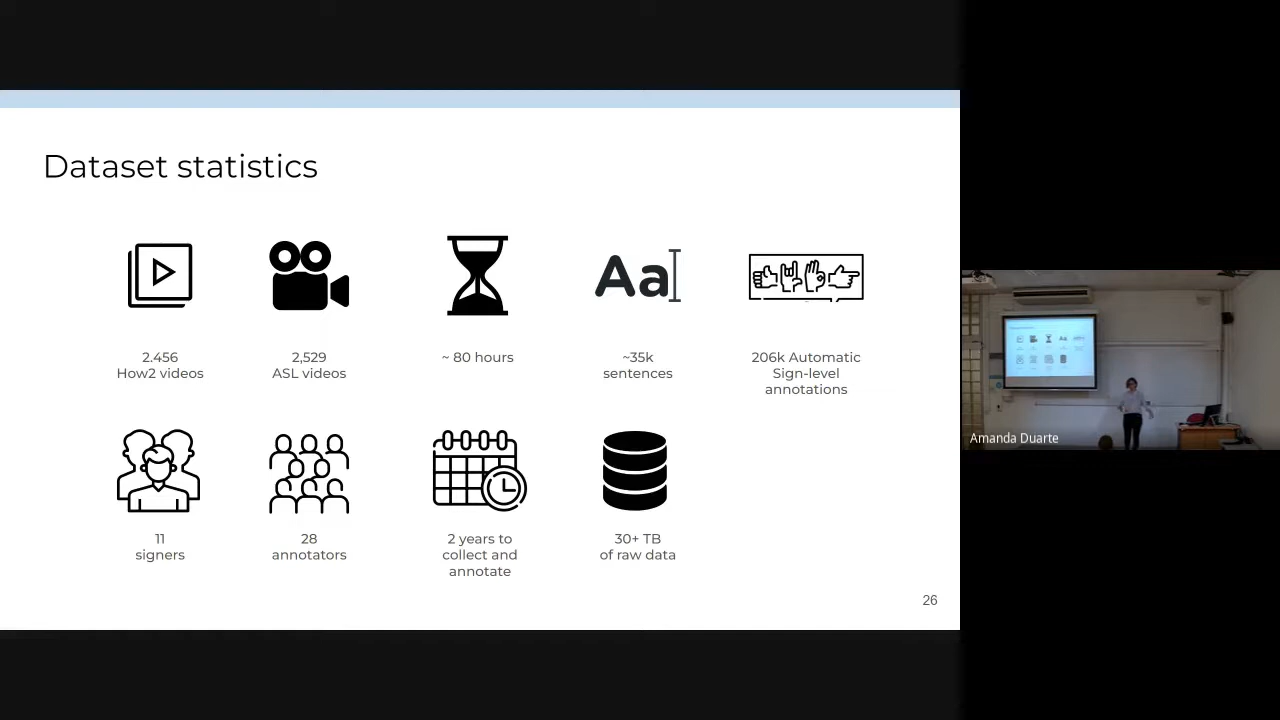 Dataset statistics
Aa
2.456
How2 videos
2,529
ASL videos
~ 80 hours
~35k
sentences
206k Automatic
Sign-level
annotations
11
signers
28
annotators
2 years to
collect and
annotate
30+ TB
of raw data
26
Amanda Duarte